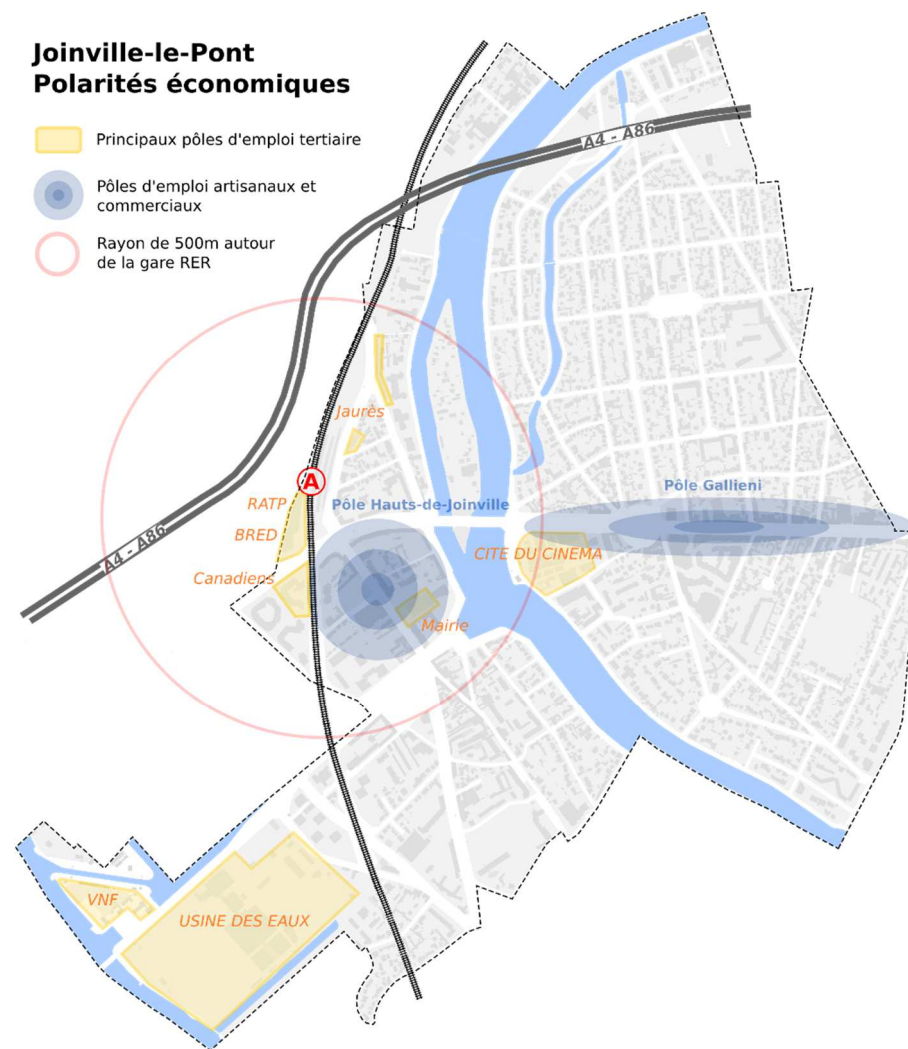 Joinville-le-Pont
Polarités économiques
Principaux pôles d'emploi tertiaire
Pôles d'emploi artisanaux et
commerciaux
Rayon de 500m autour
de la gare RER
A4 - A86
Jaurès
A
RATP
Pôle Hauts-de-Joinville
Pôle Gallieni
BRED
A4 - A86
CITE DU CINEMA
Canadiens
Mairie
VNF
USINE DES EAUX